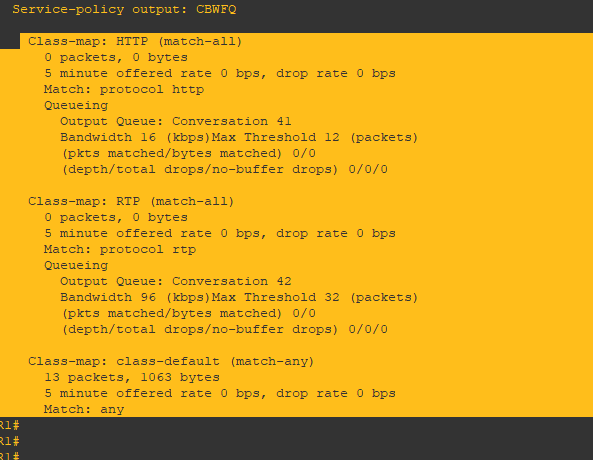 Service-policy output: CBWFQ
Class-map: HTTP (match-all)
0 packets, 0 bytes
5 minute offered rate 0 bps, drop rate 0 bps
Match: protocol http
Queueing
Output Queue: Conversation 41
Bandwidth 16 (kbps)Max Threshold 12 (packets)
(pkts matched/bytes matched) 0/0
(depth/total drops/no-buffer drops) 0/0/0
Class-map: RTP (match-all)
0 packets, 0 bytes
5 minute offered rate 0 bps, drop rate 0 bps
Match: protocol rtp
Queueing
Output Queue: Conversation 42
Bandwidth 96 (kbps)Max Threshold 32 (packets)
(pkts matched/bytes matched) 0/0
(depth/total drops/no-buffer drops) 0/0/0
Class-map: class-default (match-any)
13 packets, 1063 bytes
5 minute offered rate 0 bps, drop rate 0 bps
Match: any
R1#
R1#
R1#